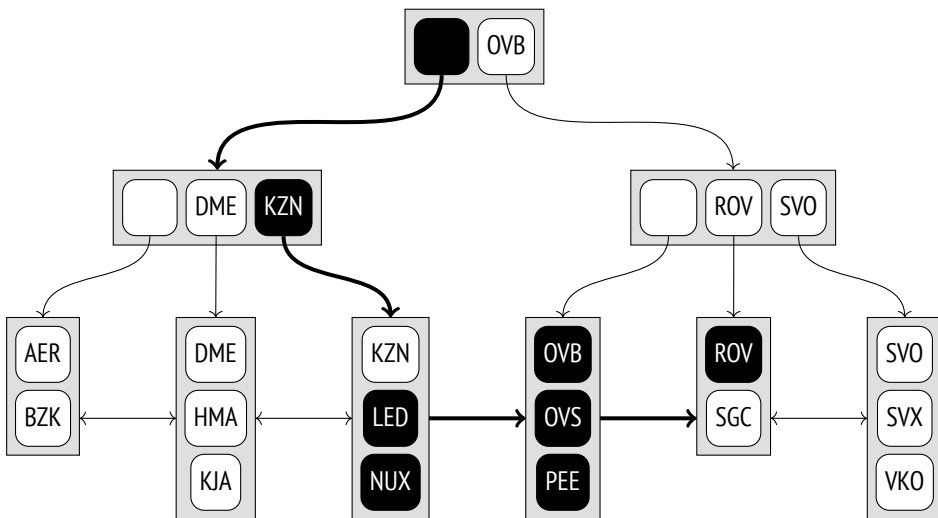 OVB
DME KZN
ROV SVO
AER
BZK
DME
HMA
KJA
KZN
LED
NUX
OVB
OVS
PEE
ROV
SGC
SVO
SVX
VKO